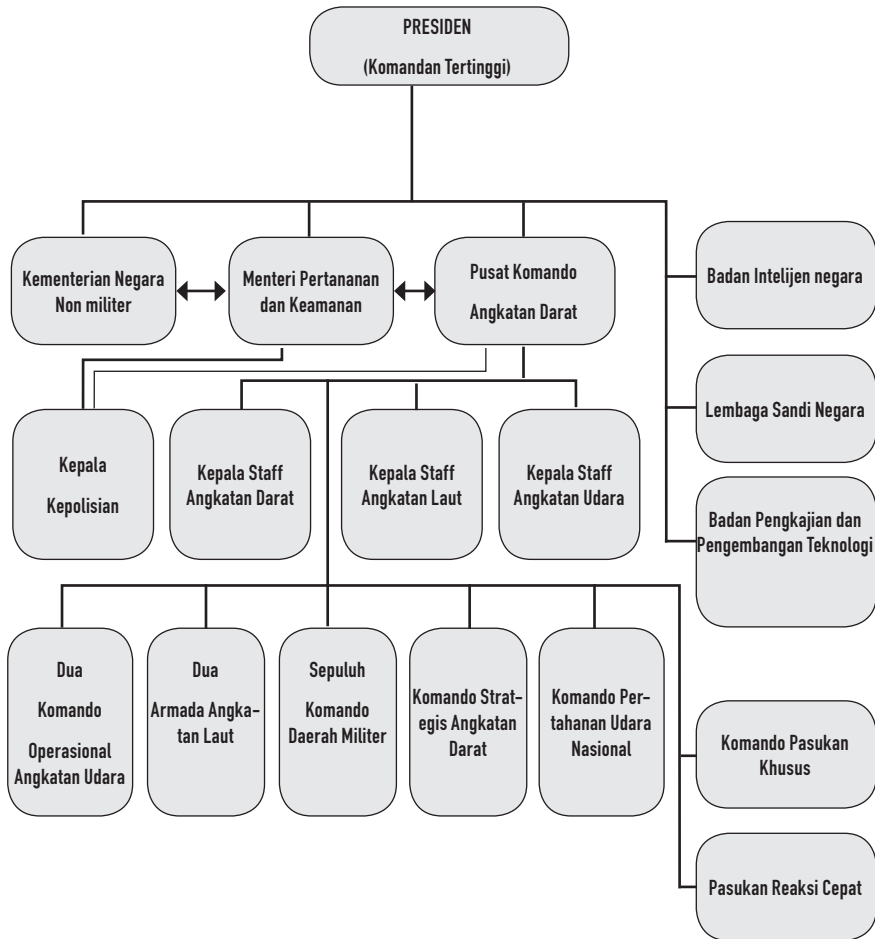 PRESIDEN
(Komandan Tertinggi)
Kementerian Negara
Non militer
Menteri Pertananan
dan Keamanan
Pusat Komando
Angkatan Darat
Badan Intelijen negara
Lembaga Sandi Negara
Badan Pengkajian dan
Pengembangan Teknologi
Kepala
Kepolisian
Kepala Staff
Angkatan Darat
Kepala Staff
Angkatan Laut
Kepala Staff
Angkatan Udara
Dua
Komando
Operasional
Angkatan Udara
Dua
Armada Angka-
tan Laut
Sepuluh
Komando
Daerah Militer
Komando Strat-
egis Angkatan
Darat
Komando Per-
tahanan Udara
Nasional
Komando Pasukan
Khusus
Pasukan Reaksi Cepat